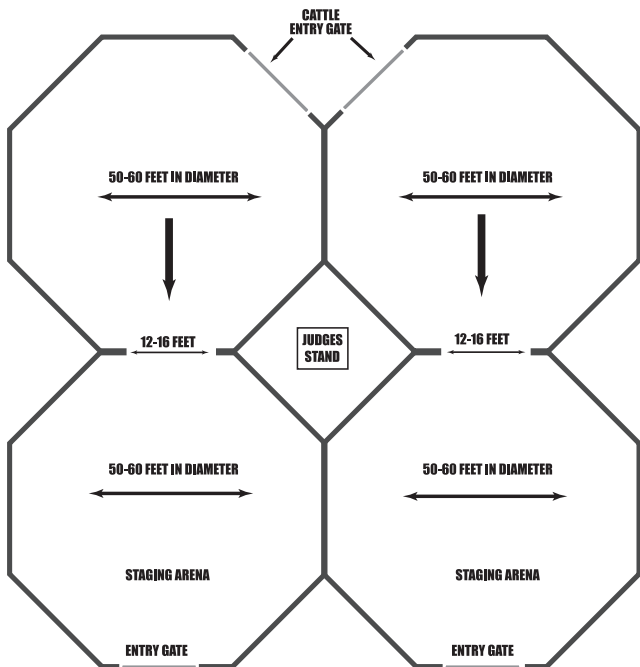 CATTLE
ENTRY GATE
50-60 FEET IN DIAMETER
50-60 FEET IN DIAMETER
12-16 FEET
JUDGES
STAND
12-16 FEET
50-60 FEET IN DIAMETER
50-60 FEET IN DIAMETER
STAGING ARENA
STAGING ARENA
ENTRY GATE
ENTRY GATE